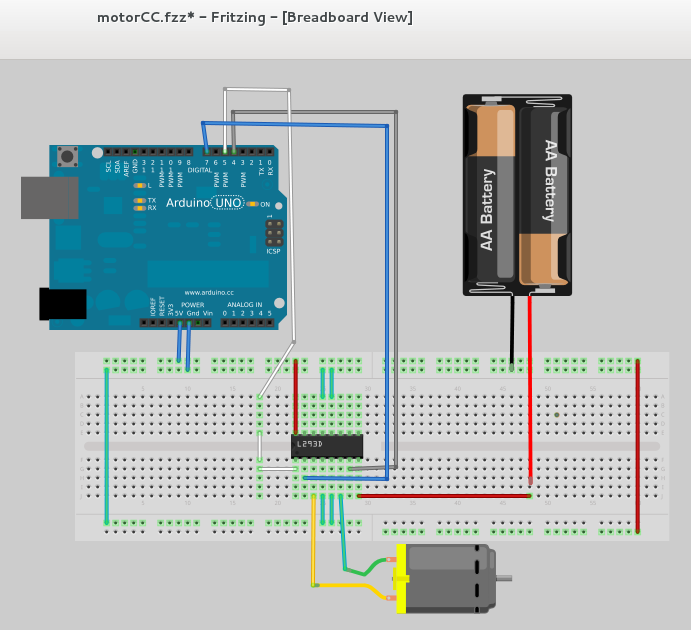 motorCC.fzz* - Fritzing - [Breadboard View]
SCL
SDA
AREF
GND
13
12
PWM 11
PWM 10
PWM 9
8
DIGITAL
7
PWM 6
PWM 5
4
PWM 3
2
TX 1
RX 0
L
TX
RX
Arduino UNO
ON
1
ICSP
www.arduino.cc
IOREF
RESET
3V3
5V
Gnd
Vin
POWER
ANALOG IN
0 1 2 3 4 5
AA Battery
AA Battery
L293D